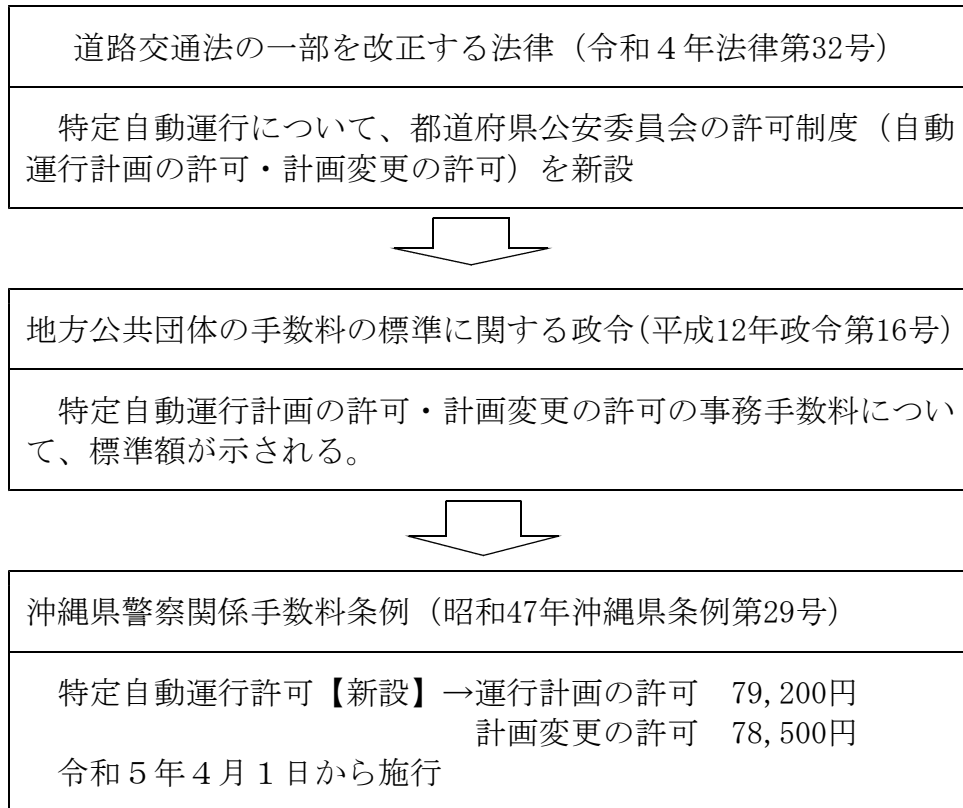 道路交通法の一部を改正する法律（令和４年法律第32号）
特定自動運行について、都道府県公安委員会の許可制度（自動
運行計画の許可・計画変更の許可）を新設
地方公共団体の手数料の標準に関する政令(平成12年政令第16号)
特定自動運行計画の許可・計画変更の許可の事務手数料につい
て、標準額が示される。
沖縄県警察関係手数料条例（昭和47年沖縄県条例第29号）
特定自動運行許可【新設】→運行計画の許可　79,200円
計画変更の許可　78,500円
令和５年４月１日から施行